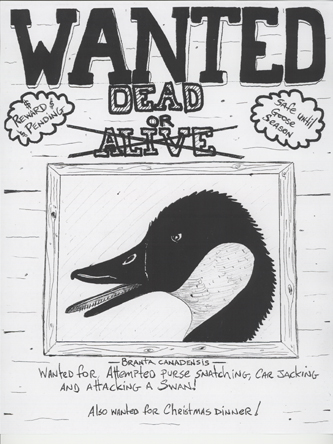 WANTED
DEAD
OR
ALIVE
$ REWARD $
PENDING
Safe until
Goose
Season
BRANTA CANADENSIS
WANTED FOR Attempted purse snatching, car jacking
AND ATTACKING A SWAN!
Also wanted for Christmas Dinner!